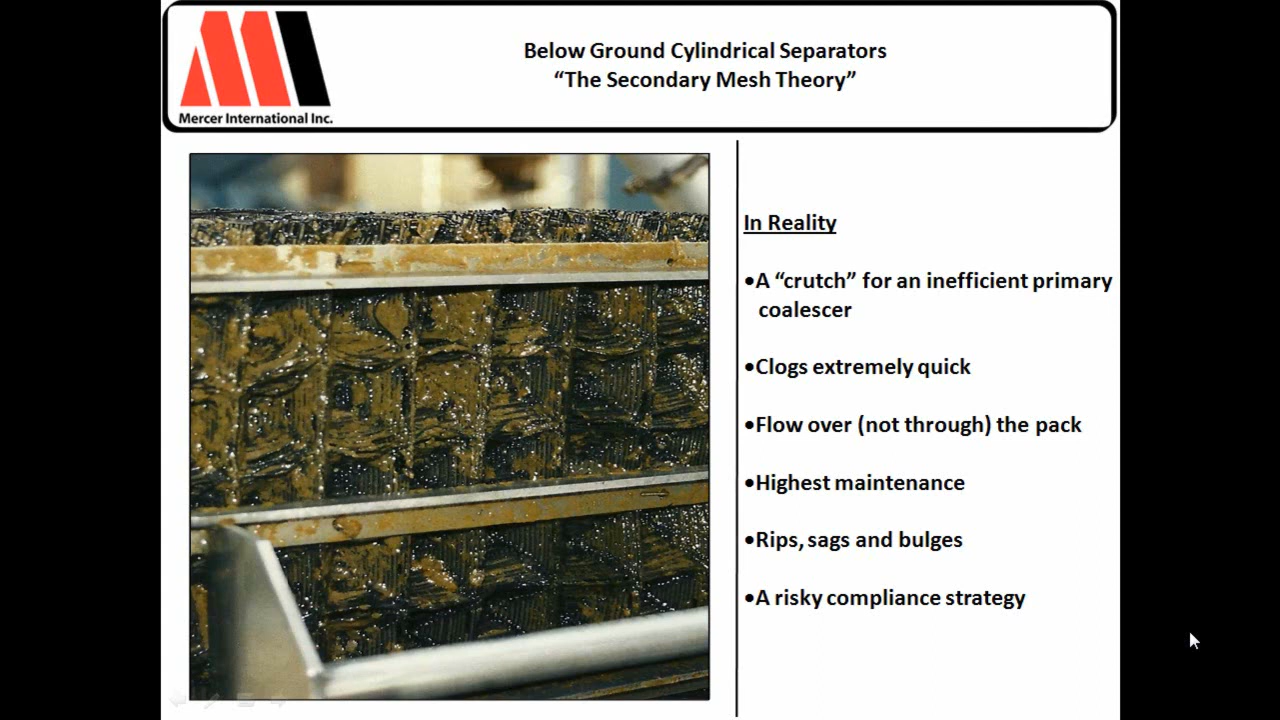 Mercer International Inc.
Below Ground Cylindrical Separators
“The Secondary Mesh Theory”
In Reality
•A “crutch” for an inefficient primary
coalescer
•Clogs extremely quick
•Flow over (not through) the pack
•Highest maintenance
•Rips, sags and bulges
•A risky compliance strategy